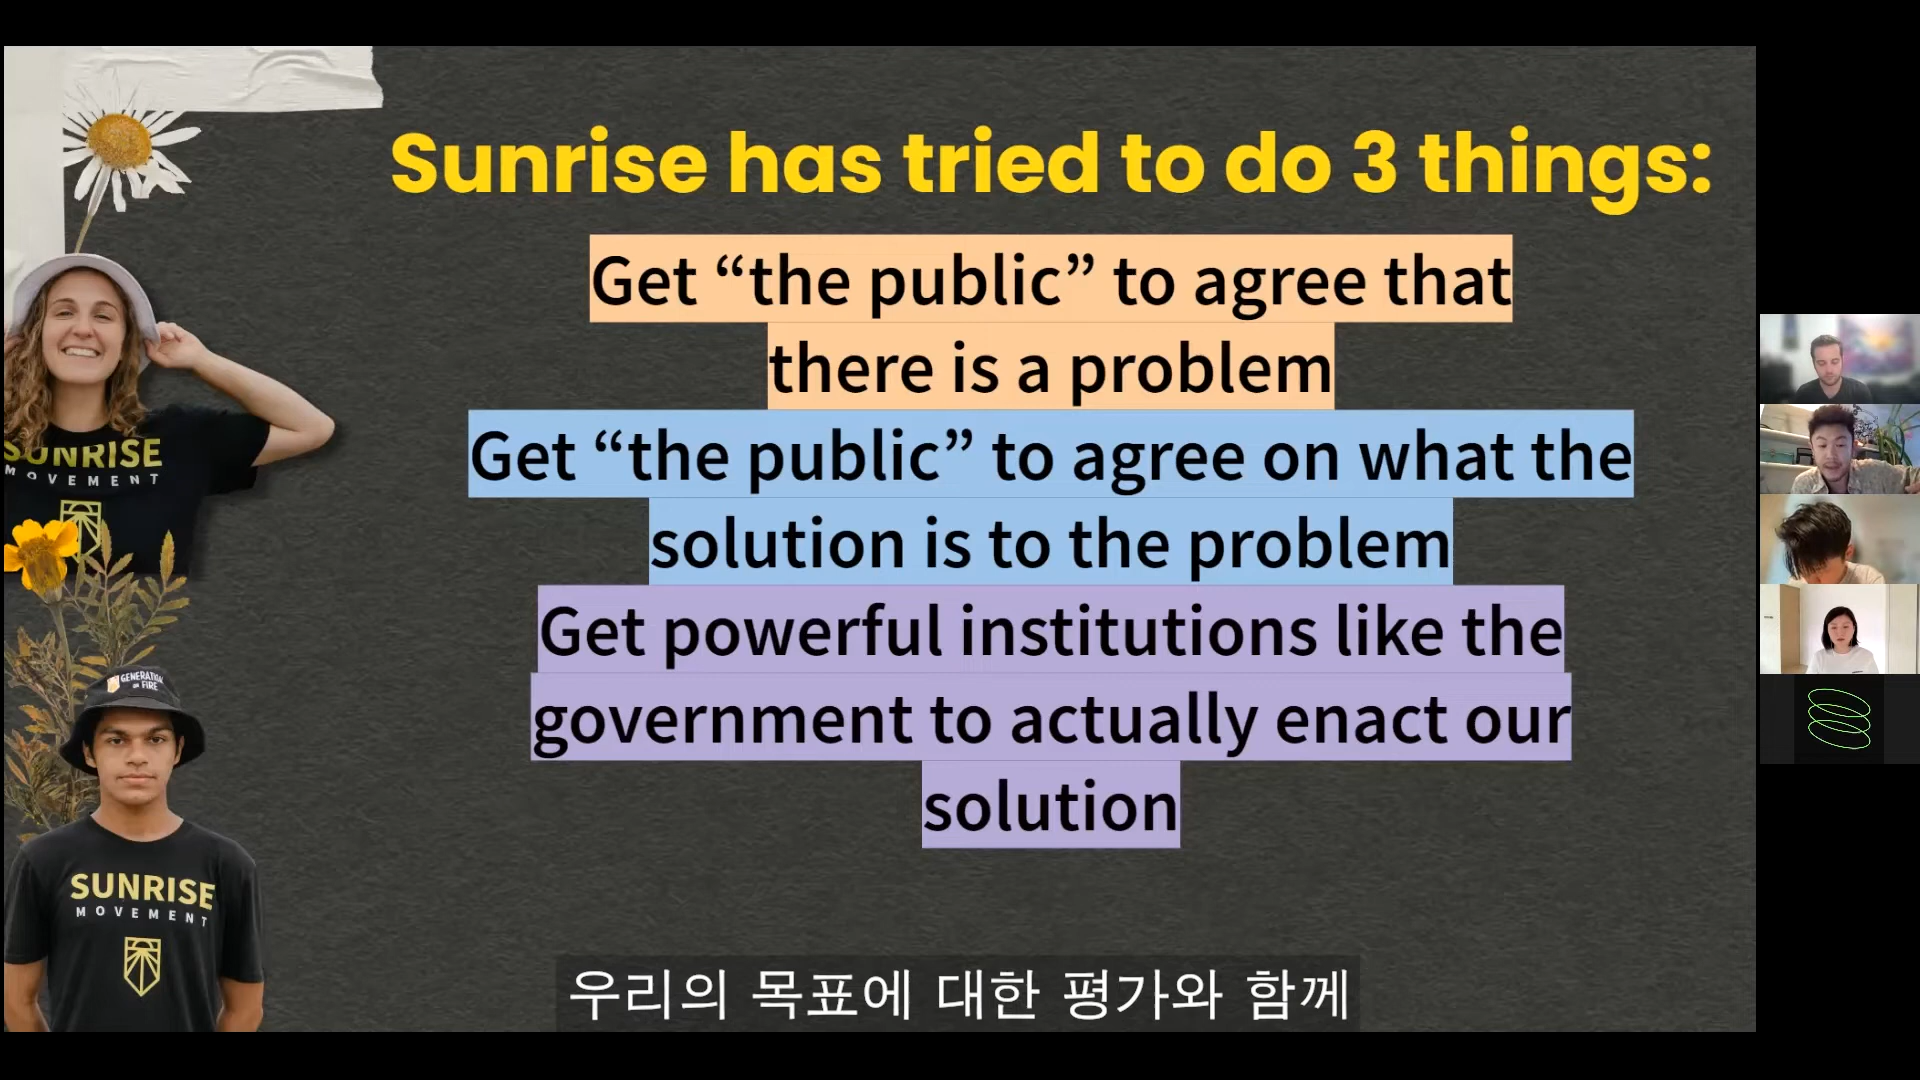 Sunrise has tried to do 3 things:
Get “the public” to agree that
there is a problem
Get “the public” to agree on what the
solution is to the problem
Get powerful institutions like the
government to actually enact our
solution
SUNRISE
MOVEMENT
GENERATION
ON FIRE
SUNRISE
MOVEMENT
우리의 목표에 대한 평가와 함께